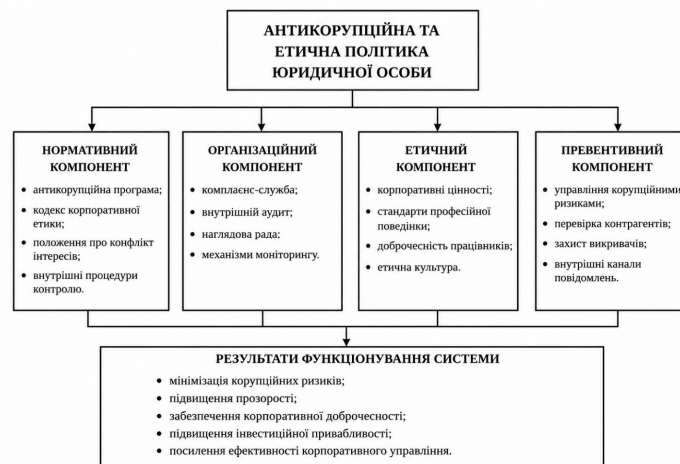 АНТИКОРУПЦІЙНА ТА
ЕТИЧНА ПОЛІТИКА
ЮРИДИЧНОЇ ОСОБИ
НОРМАТИВНИЙ
КОМПОНЕНТ
• антикорупційна програма;
• кодекс корпоративної
етики;
• положення про конфлікт
інтересів;
• внутрішні процедури
контролю.
ОРГАНІЗАЦІЙНИЙ
КОМПОНЕНТ
• комплаєнс-служба;
• внутрішній аудит;
• наглядова рада;
• механізми моніторингу.
ЕТИЧНИЙ
КОМПОНЕНТ
• корпоративні цінності;
• стандарти професійної
поведінки;
• доброчесність працівників;
• етична культура.
ПРЕВЕНТИВНИЙ
КОМПОНЕНТ
• управління корупційними
ризиками;
• перевірка контрагентів;
• захист викривачів;
• внутрішні канали
повідомлень.
РЕЗУЛЬТАТИ ФУНКЦІОНУВАННЯ СИСТЕМИ
• мінімізація корупційних ризиків;
• підвищення прозорості;
• забезпечення корпоративної доброчесності;
• підвищення інвестиційної привабливості;
• посилення ефективності корпоративного управління.